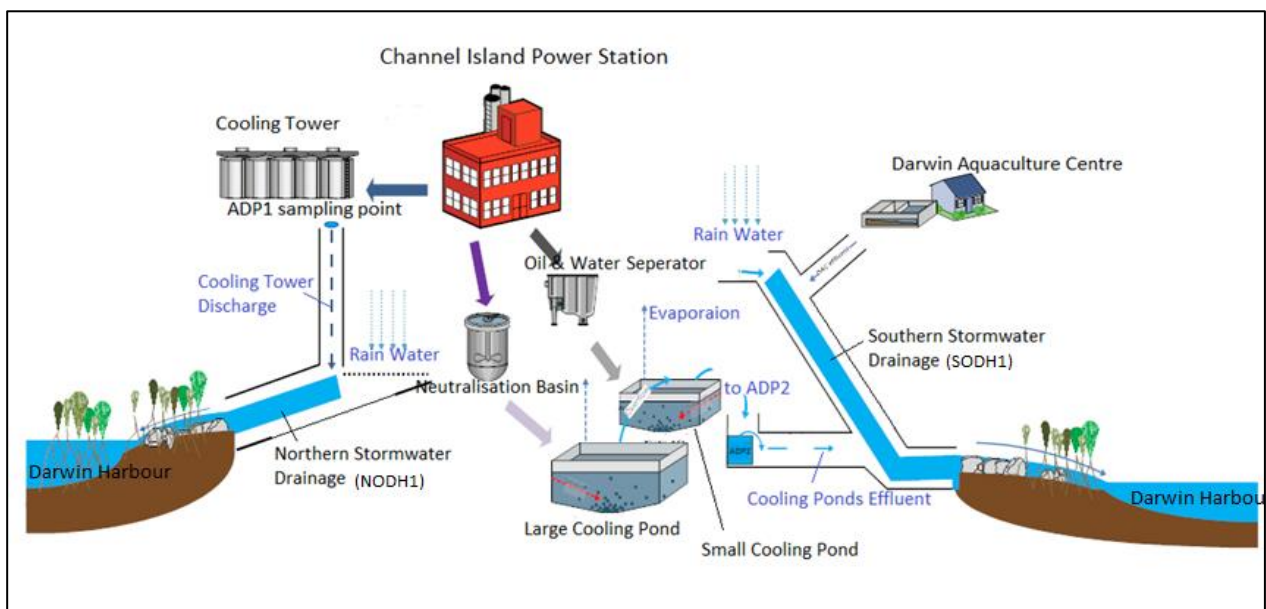 Channel Island Power Station
Cooling Tower
ADP1 sampling point
Darwin Aquaculture Centre
Rain Water
Oil & Water Seperator
Cooling Tower
Discharge
Evaporaion
Southern Stormwater
Drainage (SODH1)
Rain Water
Neutralisation Basin
to ADP2
ADP2
Darwin Harbour
Northern Stormwater
Drainage (NODH1)
Cooling Ponds Effluent
Darwin Harbou
Large Cooling Pond
Small Cooling Pond